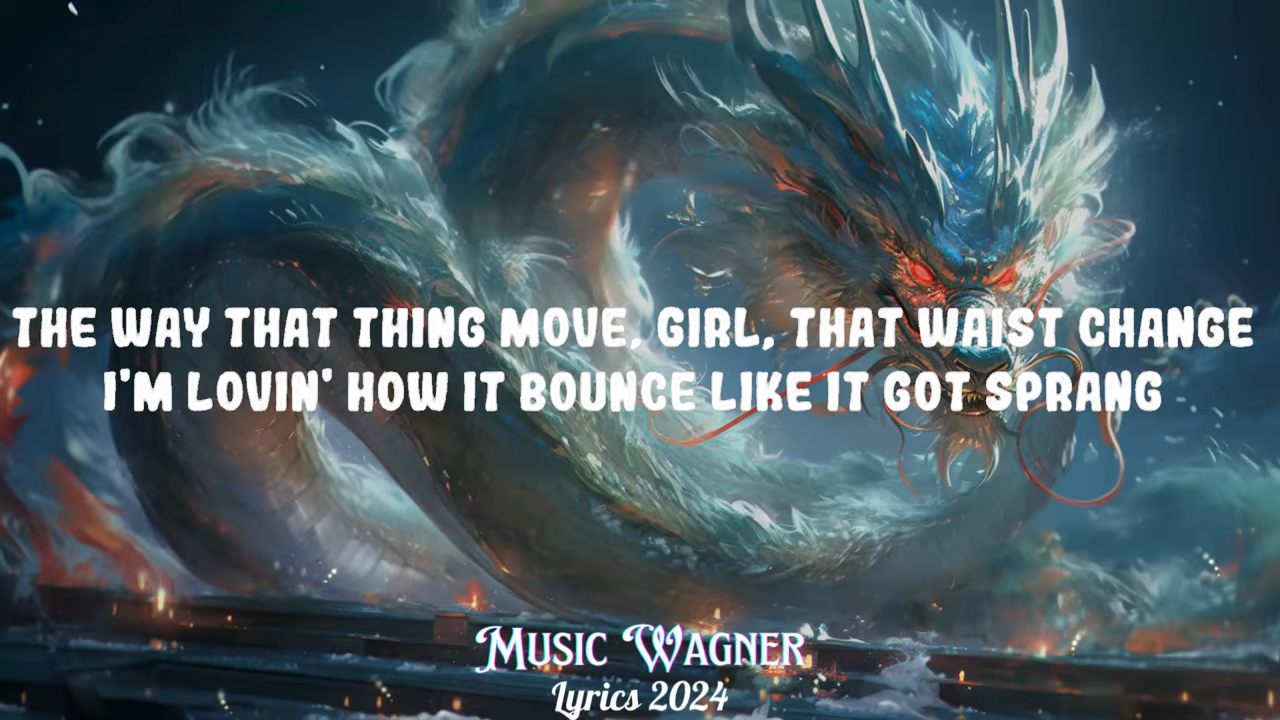 THE WAY THAT THING MOVE, GIRL, THAT WAIST CHANGE
I'M LOVIN' HOW IT BOUNCE LIKE IT GOT SPRANG
MUSIC WAGNER
Lyrics 2024